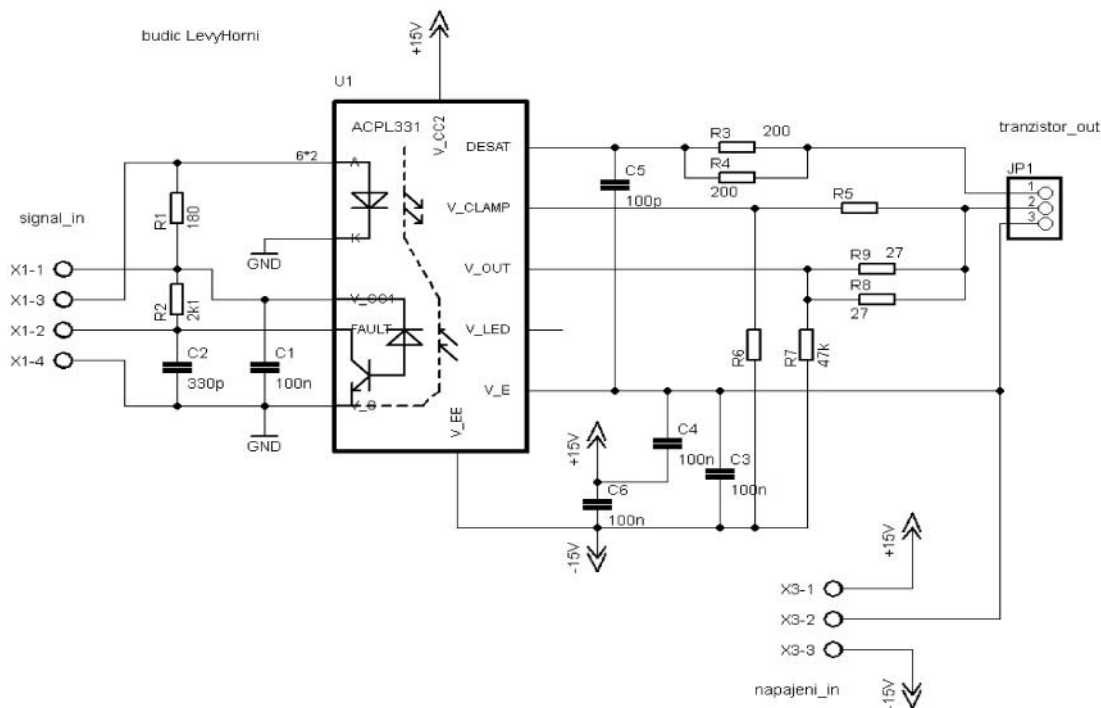 budic LevyHorni
+15V
U1
ACPL331
V_CC2
6*2
A
K
GND
V_CC1
FAULT
V_G
V_EE
DESAT
V_CLAMP
V_OUT
V_LED
V_E
signal_in
X1-1
X1-3
X1-2
X1-4
R1
180
R2
2k1
C2
330p
C1
100n
GND
C5
100p
R3
200
R4
200
R5
R9
27
R8
27
R6
R7
47k
tranzistor_out
JP1
1
2
3
C4
100n
C3
100n
+15V
C6
100n
-15V
X3-1
X3-2
X3-3
+15V
-15V
napajeni_in